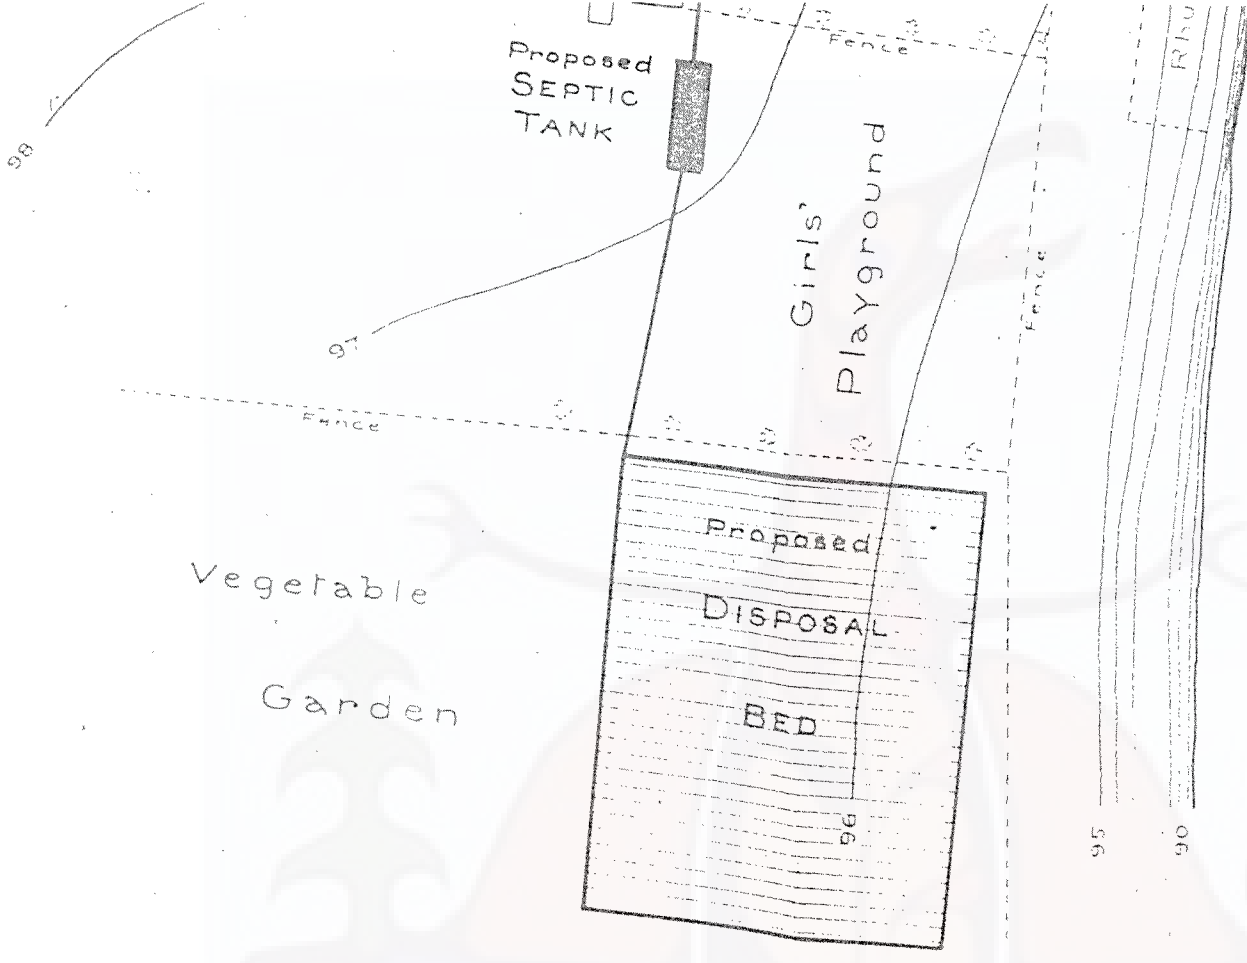 Proposed
SEPTIC
TANK
Fence
Girls'
Playground
Fence
98
97
Fence
Vegetable
Garden
Proposed
DISPOSAL
BED
96
95
90